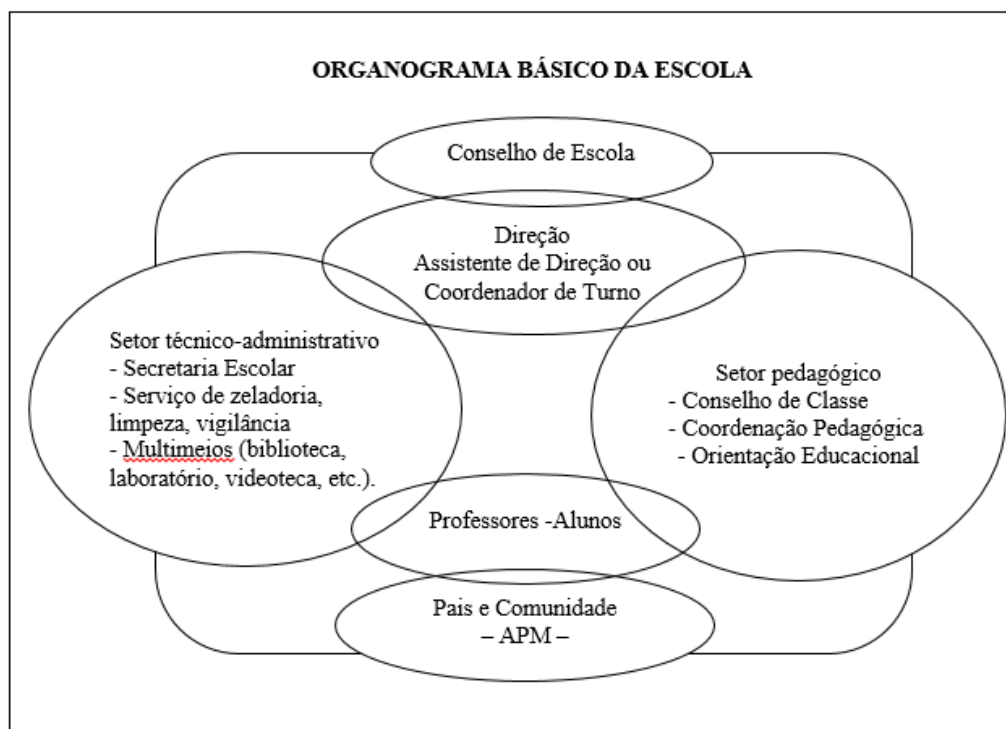 ORGANOGRAMA BÁSICO DA ESCOLA
Conselho de Escola
Direção
Assistente de Direção ou
Coordenador de Turno
Setor técnico-administrativo
- Secretaria Escolar
- Serviço de zeladoria,
limpeza, vigilância
- Multimeios (biblioteca,
laboratório, videoteca, etc.).
Setor pedagógico
- Conselho de Classe
- Coordenação Pedagógica
- Orientação Educacional
Professores -Alunos
Pais e Comunidade
– APM –